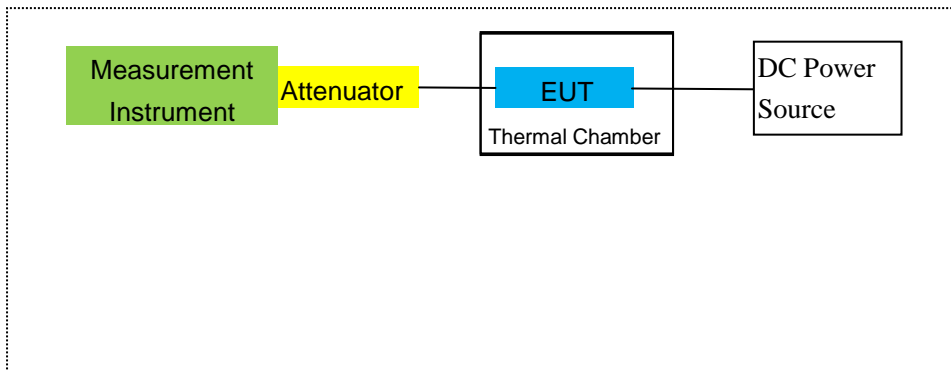 Measurement
Instrument
Attenuator
EUT
Thermal Chamber
DC Power
Source